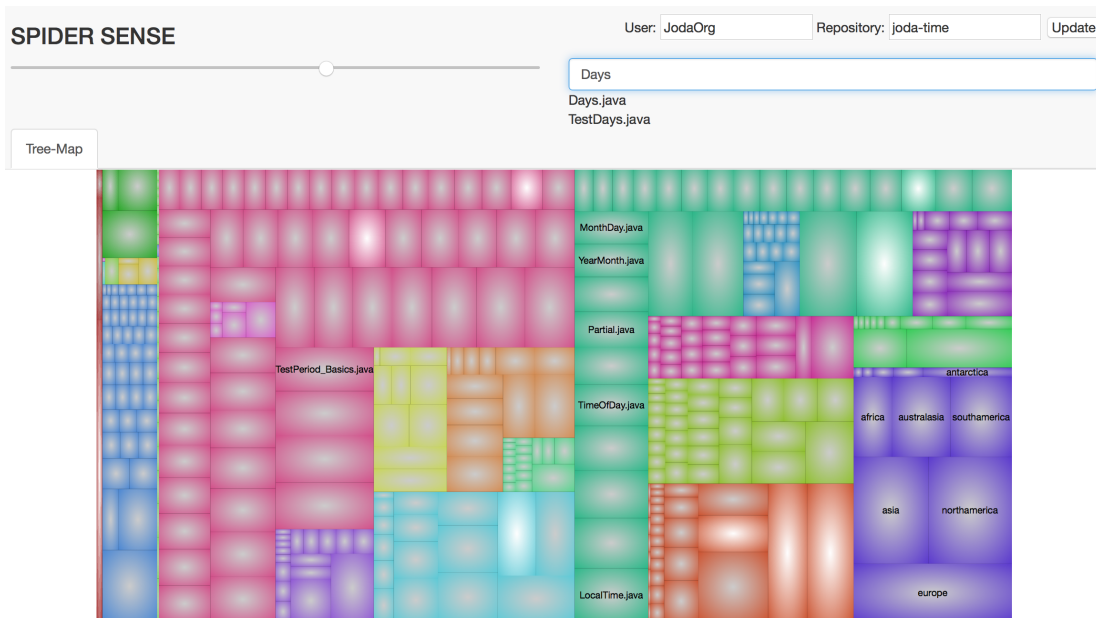 SPIDER SENSE
User: JodaOrg Repository: joda-time Update
Days
Days.java
TestDays.java
Tree-Map
MonthDay.java
YearMonth.java
Partial.java
TestPeriod_Basics.java
antarctica
TimeOfDay.java
africa australasia southamerica
asia northamerica
europe
LocalTime.java